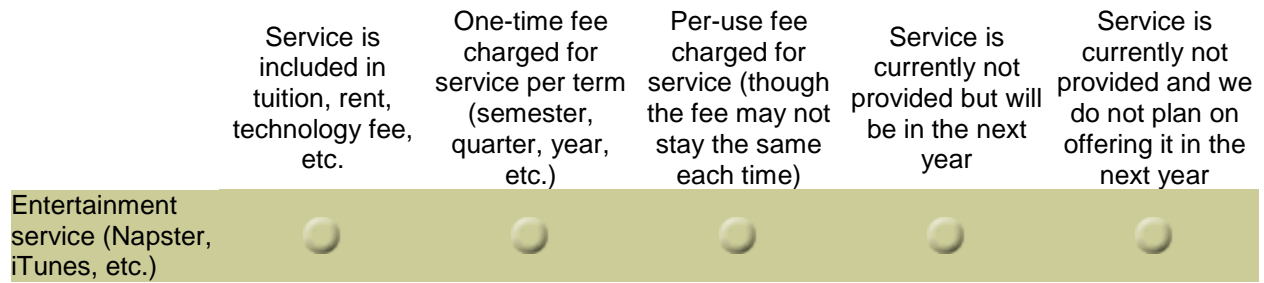 Service is
included in
tuition, rent,
technology fee,
etc.
One-time fee
charged for
service per term
(semester,
quarter, year,
etc.)
Per-use fee
charged for
service (though
the fee may not
stay the same
each time)
Service is
currently not
provided but will
be in the next
year
Service is
currently not
provided and we
do not plan on
offering it in the
next year
Entertainment
service (Napster,
iTunes, etc.)